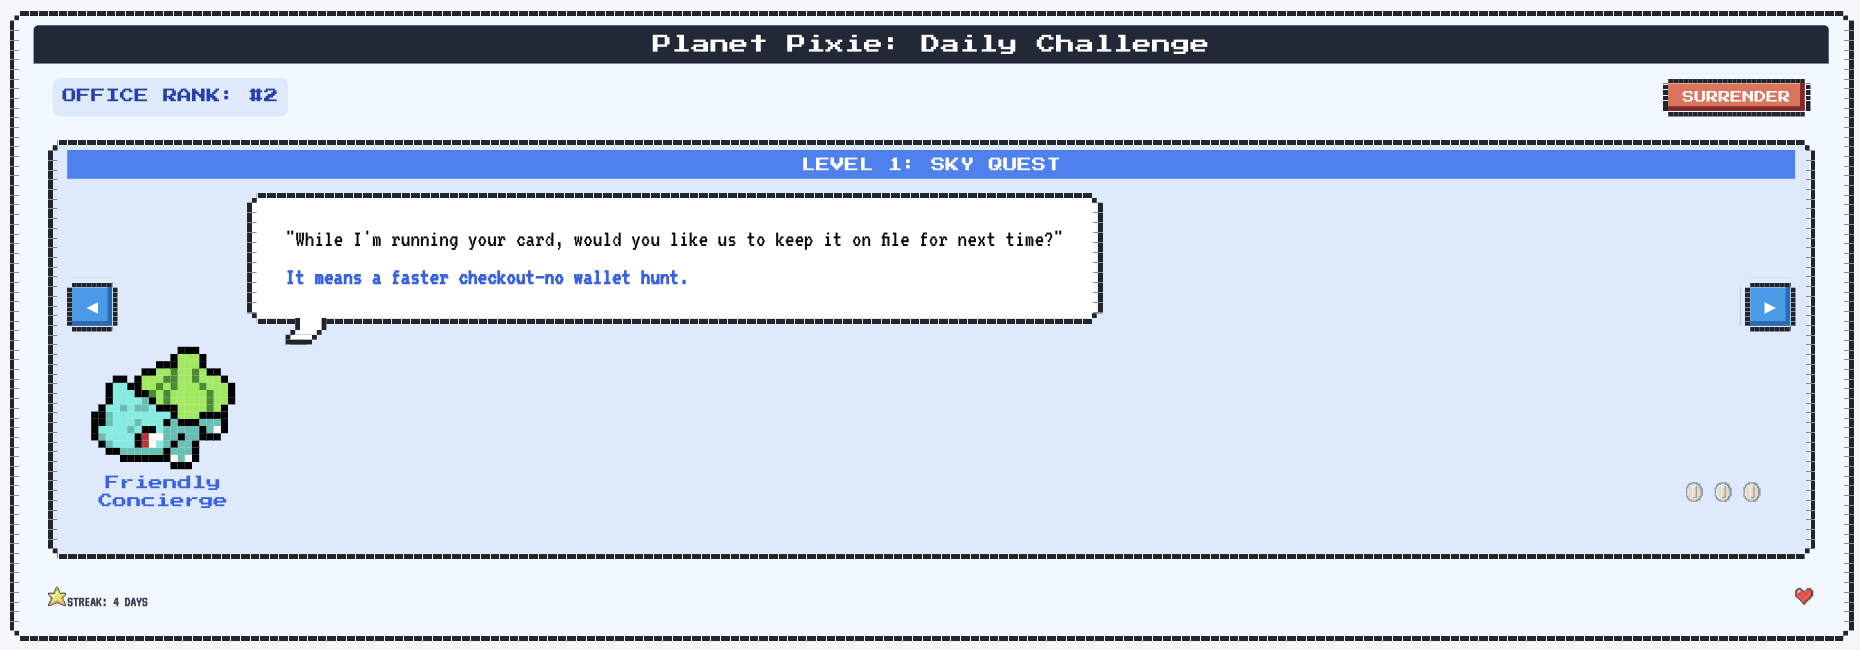 Planet Pixie: Daily Challenge
OFFICE RANK: #2
SURRENDER
LEVEL 1: SKY QUEST
"While I'm running your card, would you like us to keep it on file for next time?"
It means a faster checkout-no wallet hunt.
Friendly
Concierge
STREAK: 4 DAYS